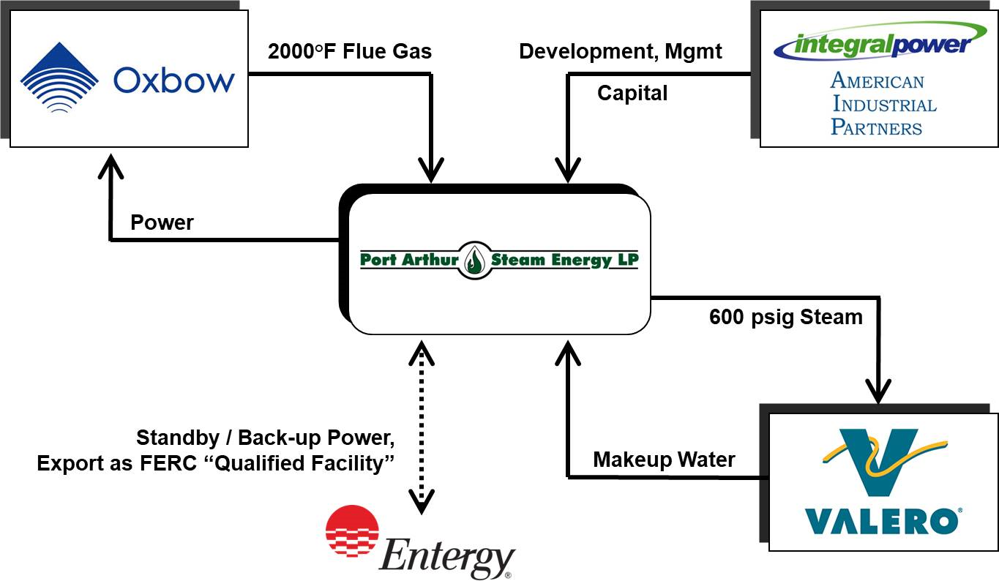 Oxbow
2000°F Flue Gas
Development, Mgmt
Capital
integralpower
AMERICAN
INDUSTRIAL
PARTNERS
Power
Port Arthur Steam Energy LP
600 psig Steam
Standby / Back-up Power,
Export as FERC “Qualified Facility”
Makeup Water
VALERO®
Entergy®